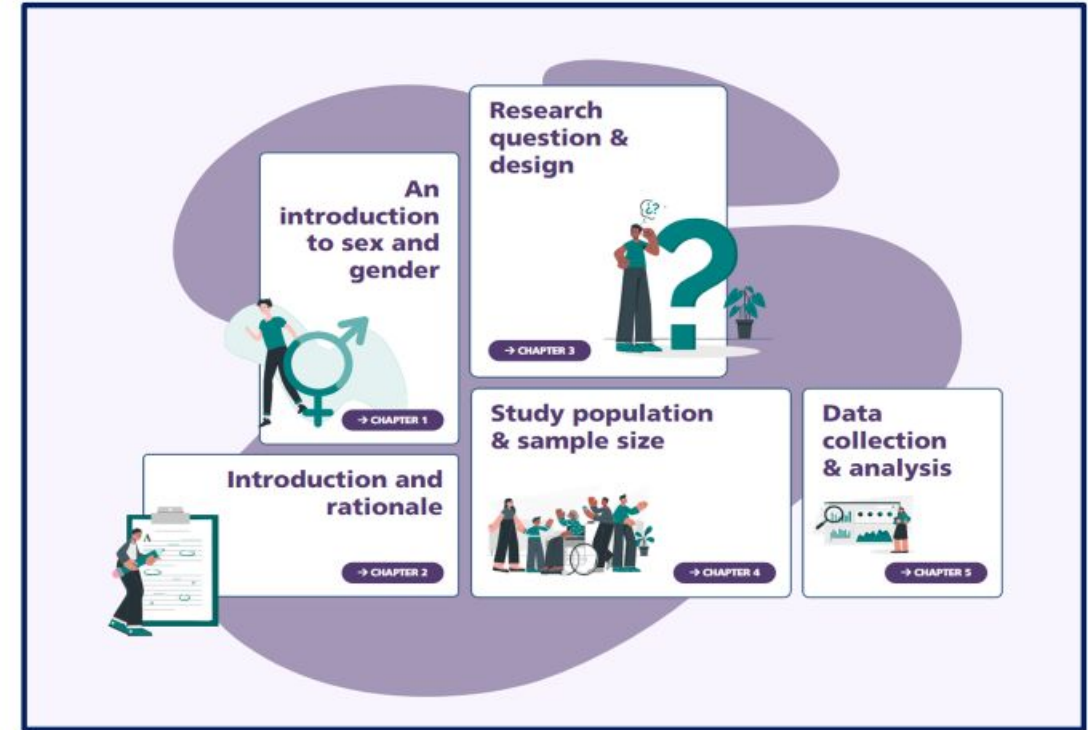 An
introduction
to sex and
gender
→ CHAPTER 1
Introduction and
rationale
→ CHAPTER 2
Research
question &
design
¿?
→ CHAPTER 3
Study population
& sample size
→ CHAPTER 4
Data
collection
& analysis
→ CHAPTER 5